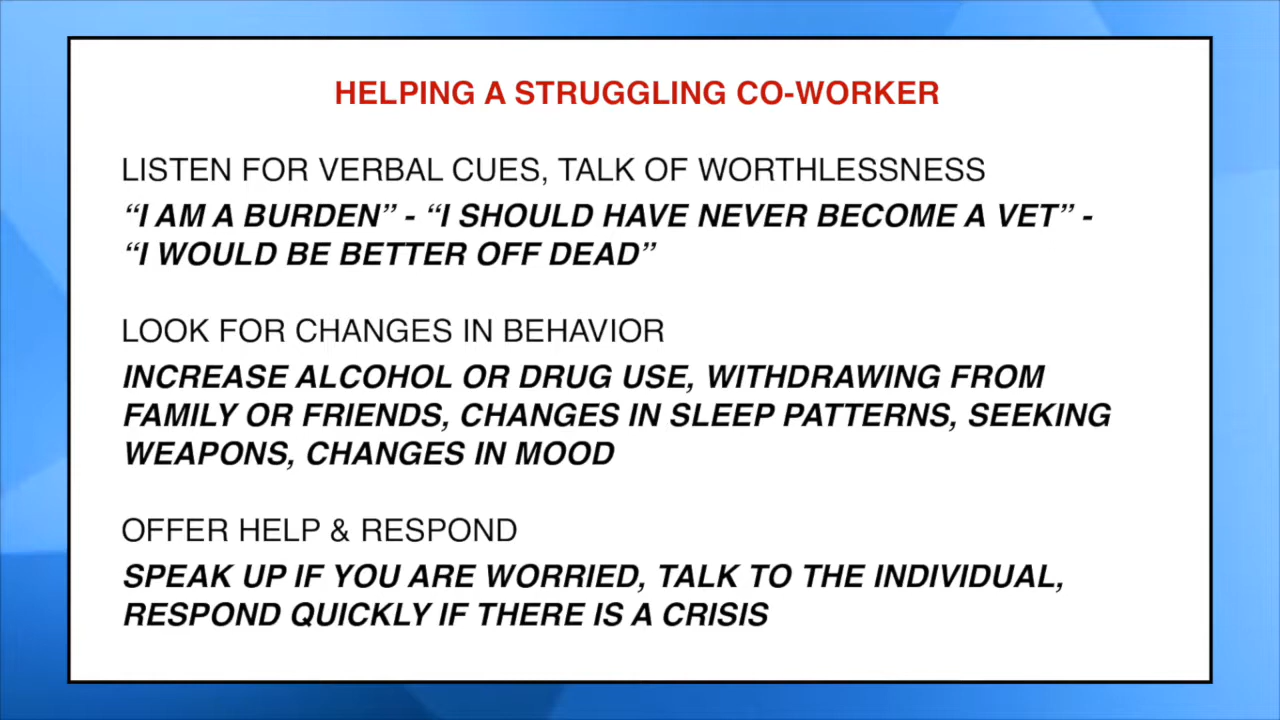 HELPING A STRUGGLING CO-WORKER
LISTEN FOR VERBAL CUES, TALK OF WORTHLESSNESS
“I AM A BURDEN” - “I SHOULD HAVE NEVER BECOME A VET” -
“I WOULD BE BETTER OFF DEAD”
LOOK FOR CHANGES IN BEHAVIOR
INCREASE ALCOHOL OR DRUG USE, WITHDRAWING FROM
FAMILY OR FRIENDS, CHANGES IN SLEEP PATTERNS, SEEKING
WEAPONS, CHANGES IN MOOD
OFFER HELP & RESPOND
SPEAK UP IF YOU ARE WORRIED, TALK TO THE INDIVIDUAL,
RESPOND QUICKLY IF THERE IS A CRISIS